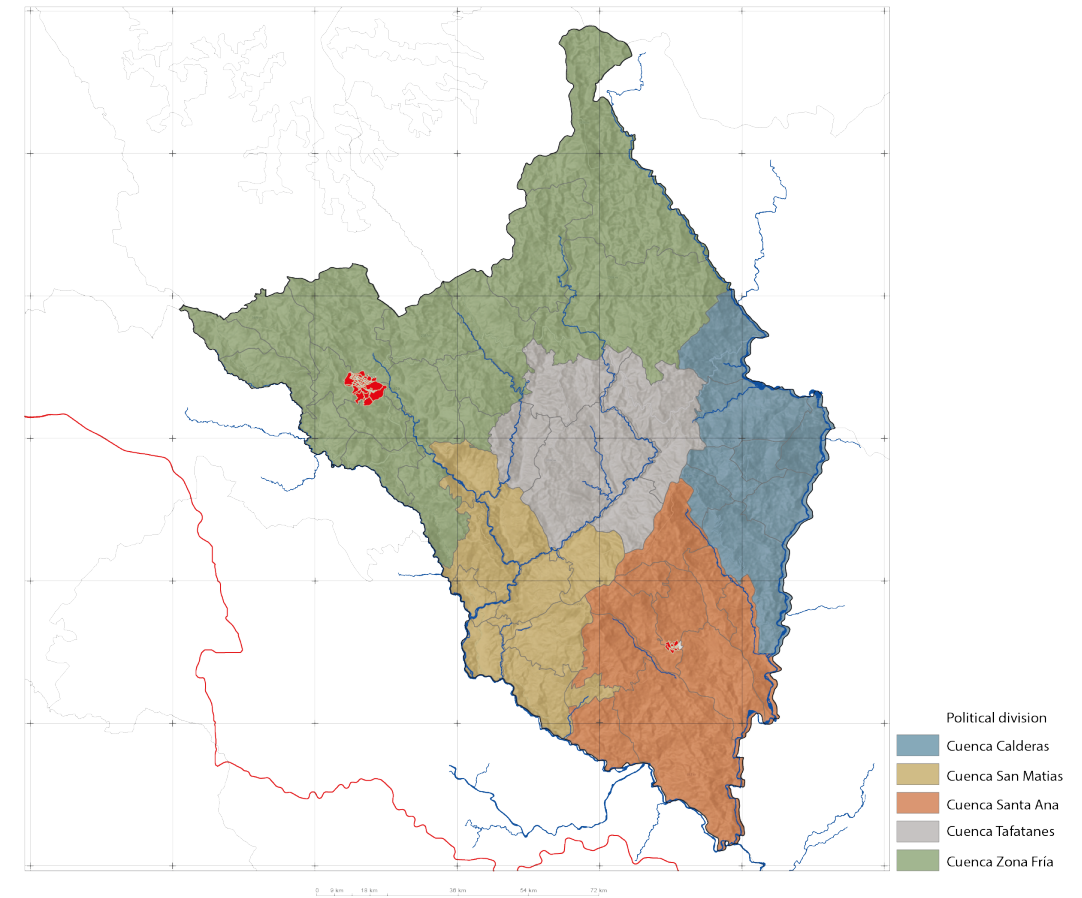 Political division
Cuenca Calderas
Cuenca San Matias
Cuenca Santa Ana
Cuenca Tafatanes
Cuenca Zona Fría
0 9 km 18 km 36 km 54 km 72 km